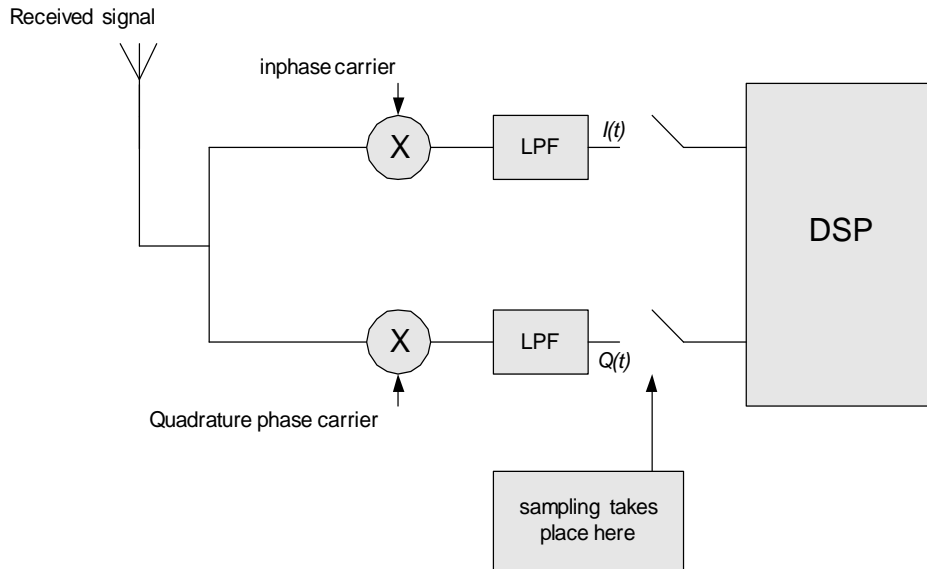 Received signal
inphase carrier
X
LPF
I(t)
DSP
X
LPF
Q(t)
Quadrature phase carrier
sampling takes
place here